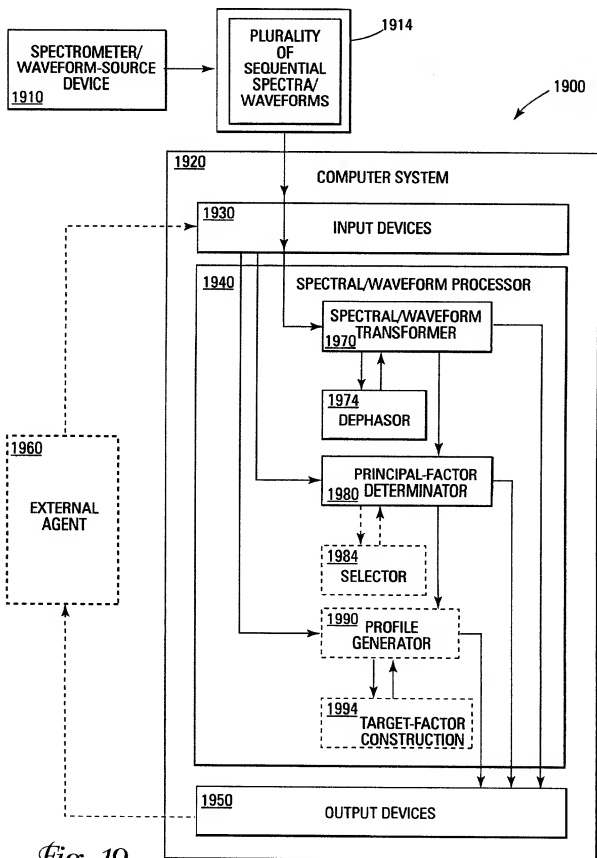 SPECTROMETER/
WAVEFORM-SOURCE
DEVICE
1910
PLURALITY
OF
SEQUENTIAL
SPECTRA/
WAVEFORMS
1914
1900
1920
COMPUTER SYSTEM
1930
INPUT DEVICES
1940
SPECTRAL/WAVEFORM PROCESSOR
SPECTRAL/WAVEFORM
TRANSFORMER
1970
1974
DEPHASOR
1960
EXTERNAL
AGENT
PRINCIPAL-FACTOR
DETERMINATOR
1980
1984
SELECTOR
1990
PROFILE
GENERATOR
1994
TARGET-FACTOR
CONSTRUCTION
1950
OUTPUT DEVICES
Fig. 19